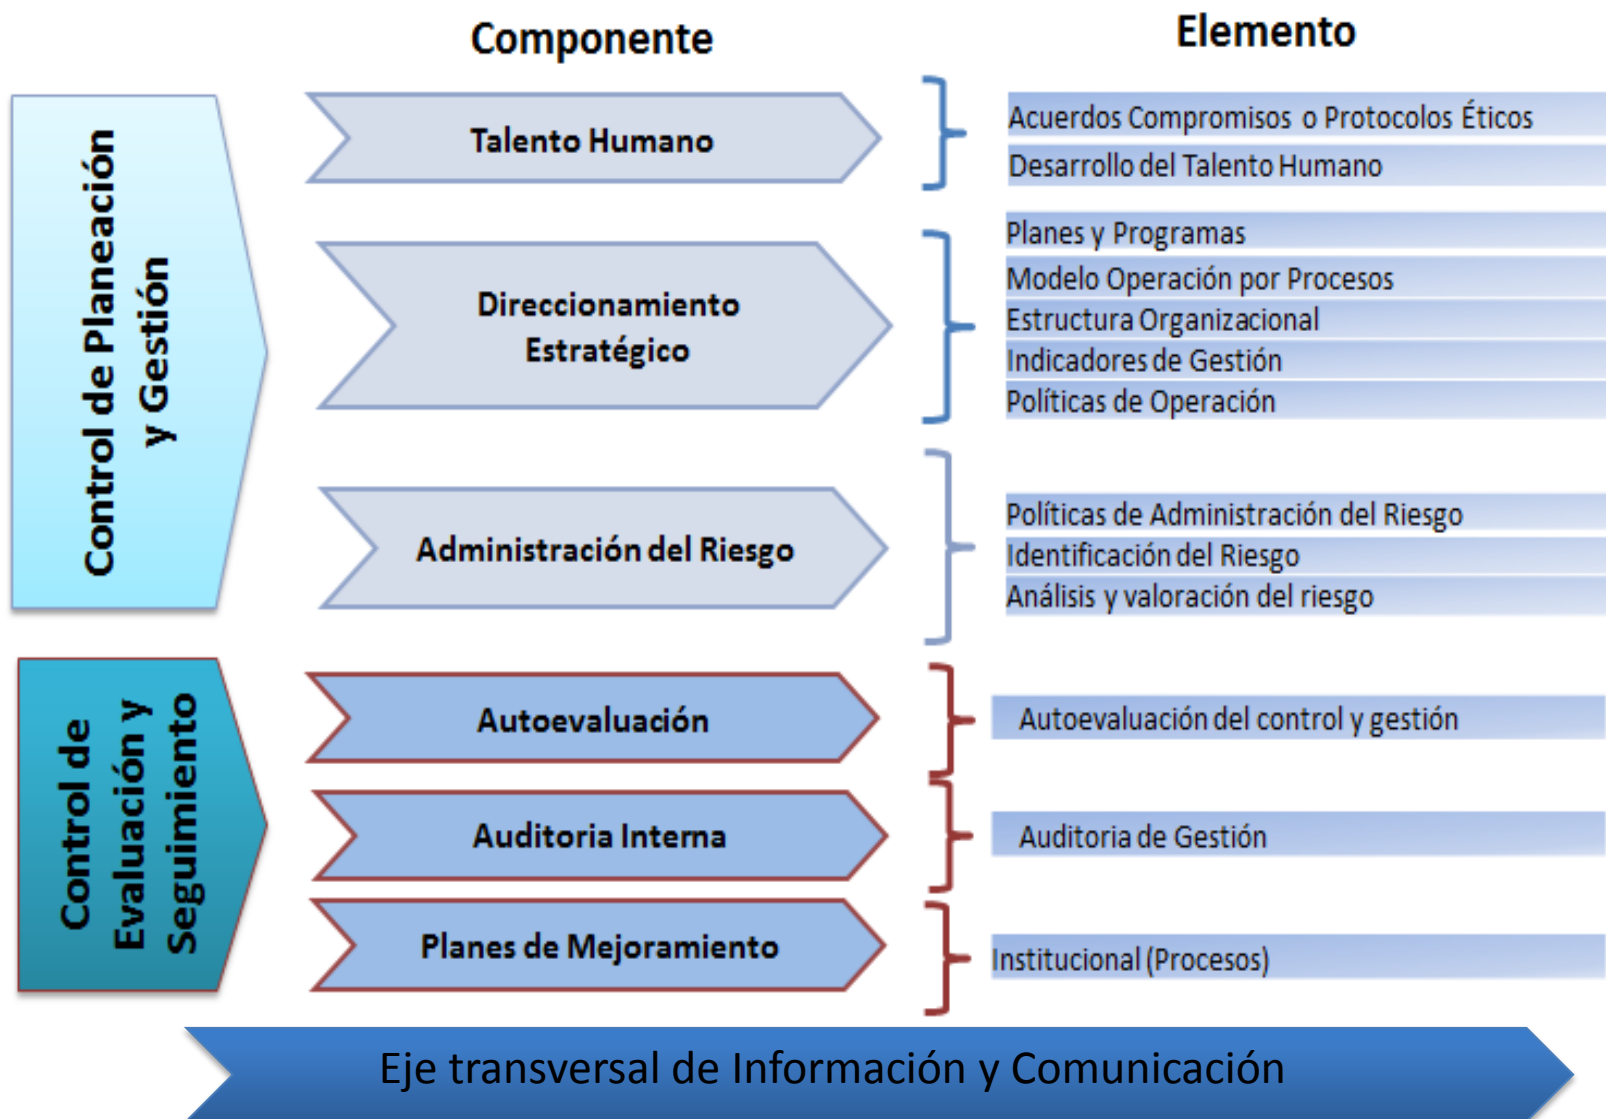 Componente
Elemento
Control de Planeación
y Gestión
Talento Humano
Acuerdos Compromisos o Protocolos Éticos
Desarrollo del Talento Humano
Direccionamiento
Estratégico
Planes y Programas
Modelo Operación por Procesos
Estructura Organizacional
Indicadores de Gestión
Políticas de Operación
Administración del Riesgo
Políticas de Administración del Riesgo
Identificación del Riesgo
Análisis y valoración del riesgo
Control de
Evaluación y
Seguimiento
Autoevaluación
Autoevaluación del control y gestión
Auditoria Interna
Auditoria de Gestión
Planes de Mejoramiento
Institucional (Procesos)
Eje transversal de Información y Comunicación